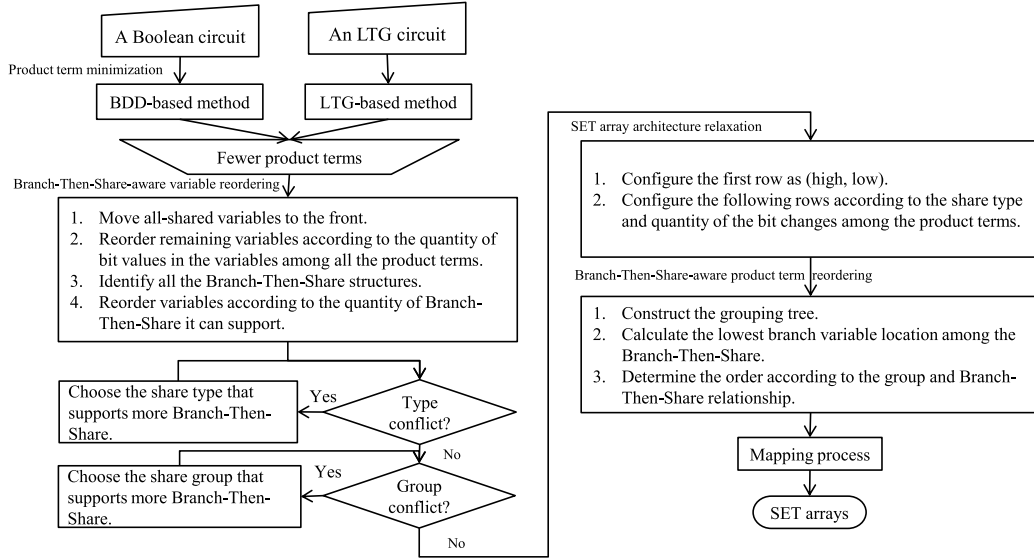 A Boolean circuit
An LTG circuit
Product term minimization
BDD-based method
LTG-based method
Fewer product terms
Branch-Then-Share-aware variable reordering
1. Move all-shared variables to the front.
2. Reorder remaining variables according to the quantity of
bit values in the variables among all the product terms.
3. Identify all the Branch-Then-Share structures.
4. Reorder variables according to the quantity of Branch-
Then-Share it can support.
Choose the share type that
supports more Branch-Then-
Share.
Yes
Type
conflict?
No
Choose the share group that
supports more Branch-Then-
Share.
Yes
Group
conflict?
No
SET array architecture relaxation
1. Configure the first row as (high, low).
2. Configure the following rows according to the share type
and quantity of the bit changes among the product terms.
Branch-Then-Share-aware product term reordering
1. Construct the grouping tree.
2. Calculate the lowest branch variable location among the
Branch-Then-Share.
3. Determine the order according to the group and Branch-
Then-Share relationship.
Mapping process
SET arrays